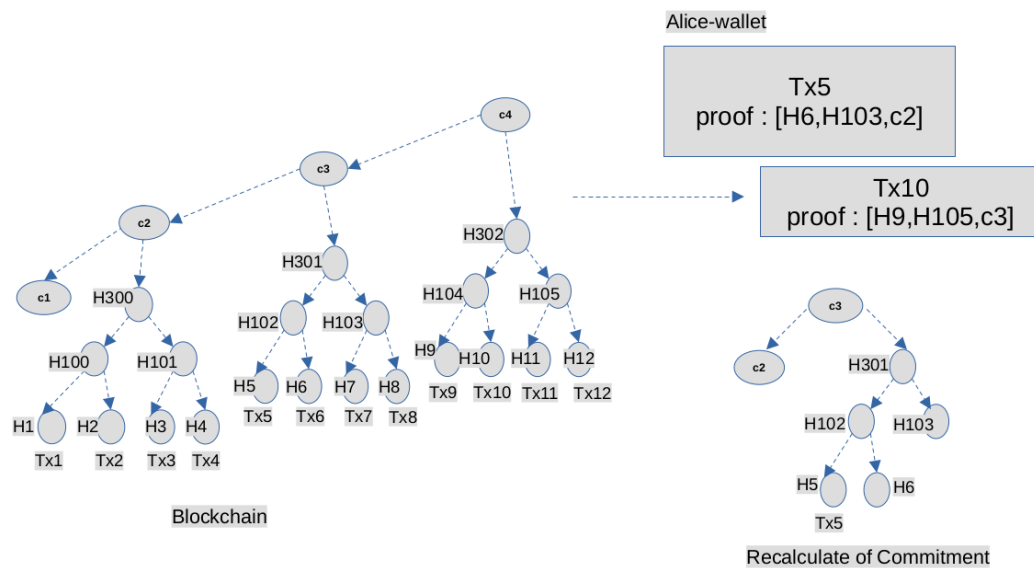 Alice-wallet
Tx5
proof : [H6,H103,c2]
Tx10
proof : [H9,H105,c3]
c4
c3
c2
c1
H300
H301
H302
H100
H101
H102
H103
H104
H105
H1
H2
H3
H4
H5
H6
H7
H8
H9
H10
H11
H12
Tx1
Tx2
Tx3
Tx4
Tx5
Tx6
Tx7
Tx8
Tx9
Tx10
Tx11
Tx12
Blockchain
c3
c2
H301
H102
H103
H5
H6
Tx5
Recalculate of Commitment